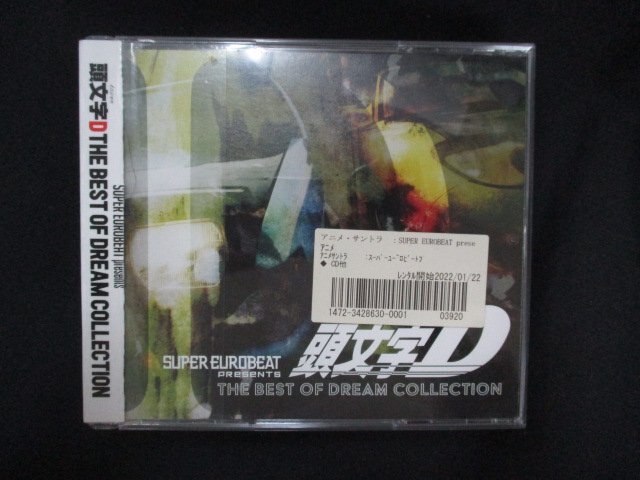 SUPER EUROBEAT presents
頭文字D THE BEST OF DREAM COLLECTION
アニメ・サントラ : SUPER EUROBEAT prese
アニメ
アニメサントラ :スーパーユーロビートプ
◆ CD他
レンタル開始2022/01/22
1472-3428630-0001 03920
SUPER EUROBEAT
PRESENTS
頭文字D
THE BEST OF DREAM COLLECTION